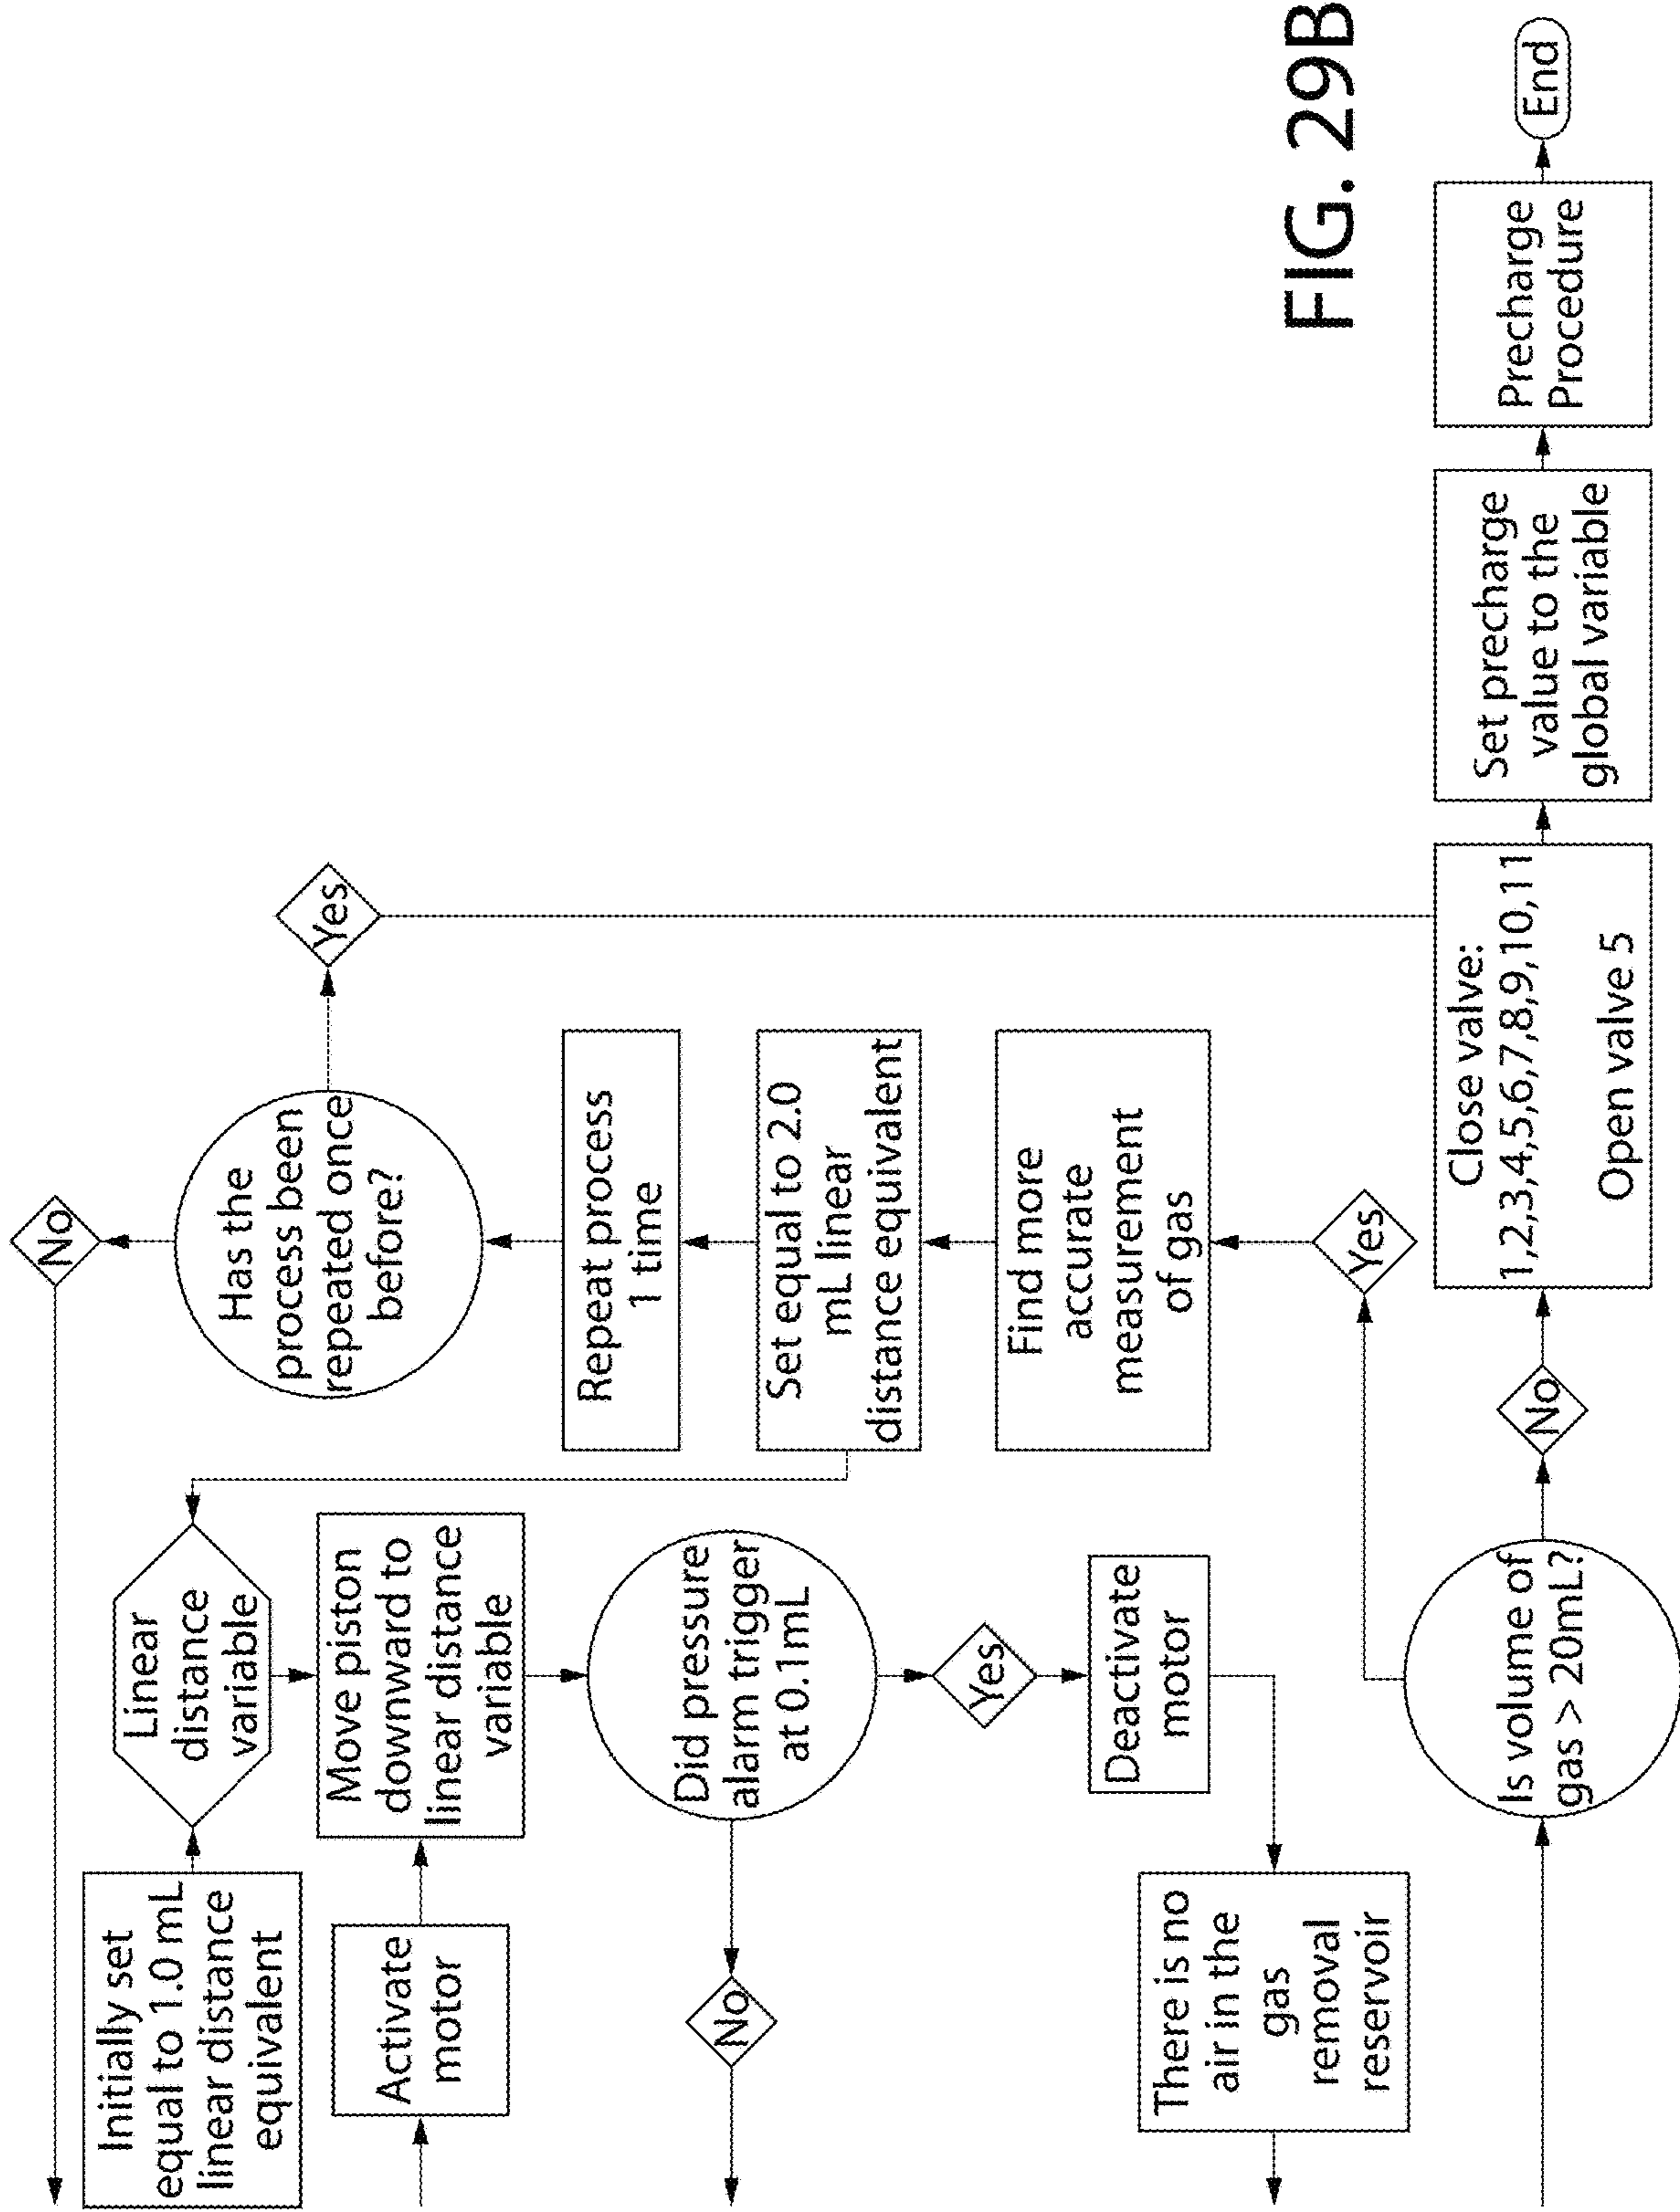 No
Initially set
equal to 1.0 mL
linear distance
equivalent
Linear
distance
variable
Has the
process been
repeated once
before?
Yes
Activate
motor
Move piston
downward to
linear distance
variable
Repeat process
1 time
No
Did pressure
alarm trigger
at 0.1mL
Set equal to 2.0
mL linear
distance equivalent
Yes
Find more
accurate
measurement
of gas
Deactivate
motor
There is no
air in the
gas
removal
reservoir
Yes
FIG. 29B
Is volume of
gas > 20mL?
No
Close valve:
1,2,3,4,5,6,7,8,9,10,11
Open valve 5
Set precharge
value to the
global variable
Precharge
Procedure
End